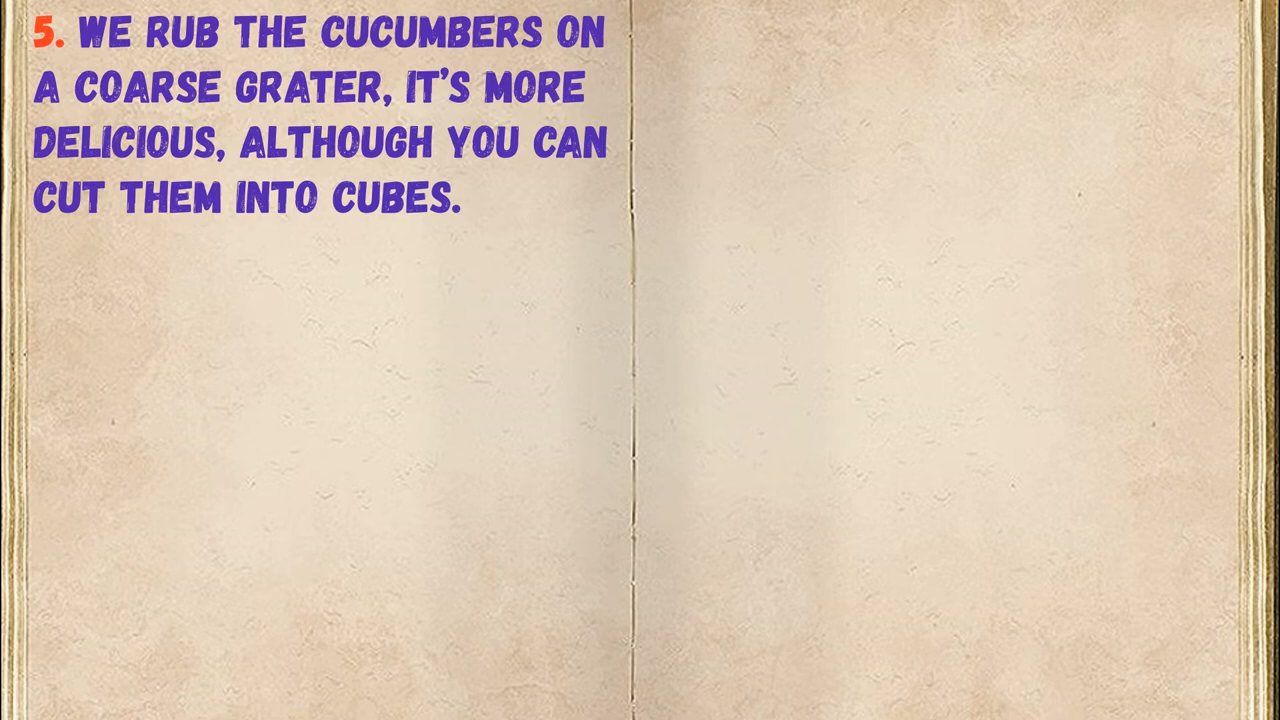 5. WE RUB THE CUCUMBERS ON
A COARSE GRATER, IT’S MORE
DELICIOUS, ALTHOUGH YOU CAN
CUT THEM INTO CUBES.